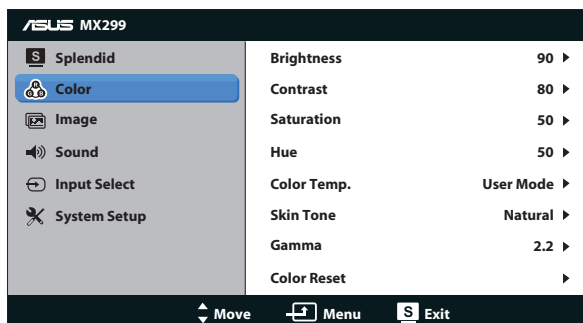 ASUS MX299
S Splendid
Color
Image
Sound
Input Select
System Setup
Brightness 90
Contrast 80
Saturation 50
Hue 50
Color Temp. User Mode
Skin Tone Natural
Gamma 2.2
Color Reset
Move Menu S Exit